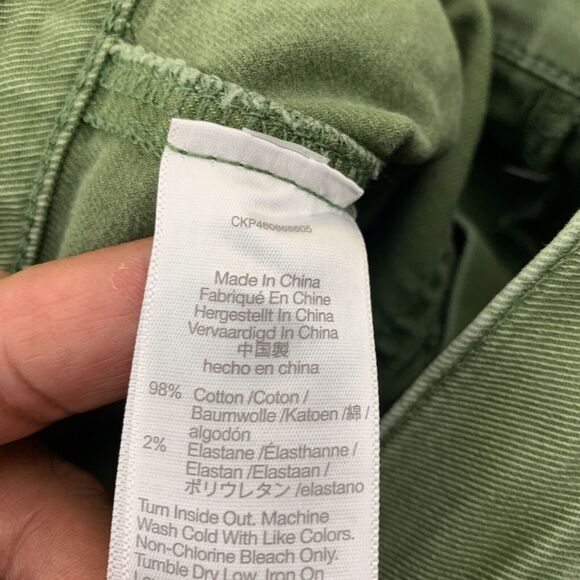 CKP460668605
Made In China
Fabriqué En Chine
Hergestellt In China
Vervaardigd In China
中国製
hecho en china
98% Cotton /Coton /
Baumwolle /Katoen /綿 /
algodón
2% Elastane /Élasthanne /
Elastan /Elastaan /
ポリウレタン /elastano
Turn Inside Out. Machine
Wash Cold With Like Colors.
Non-Chlorine Bleach Only.
Tumble Dry Low. Iron On